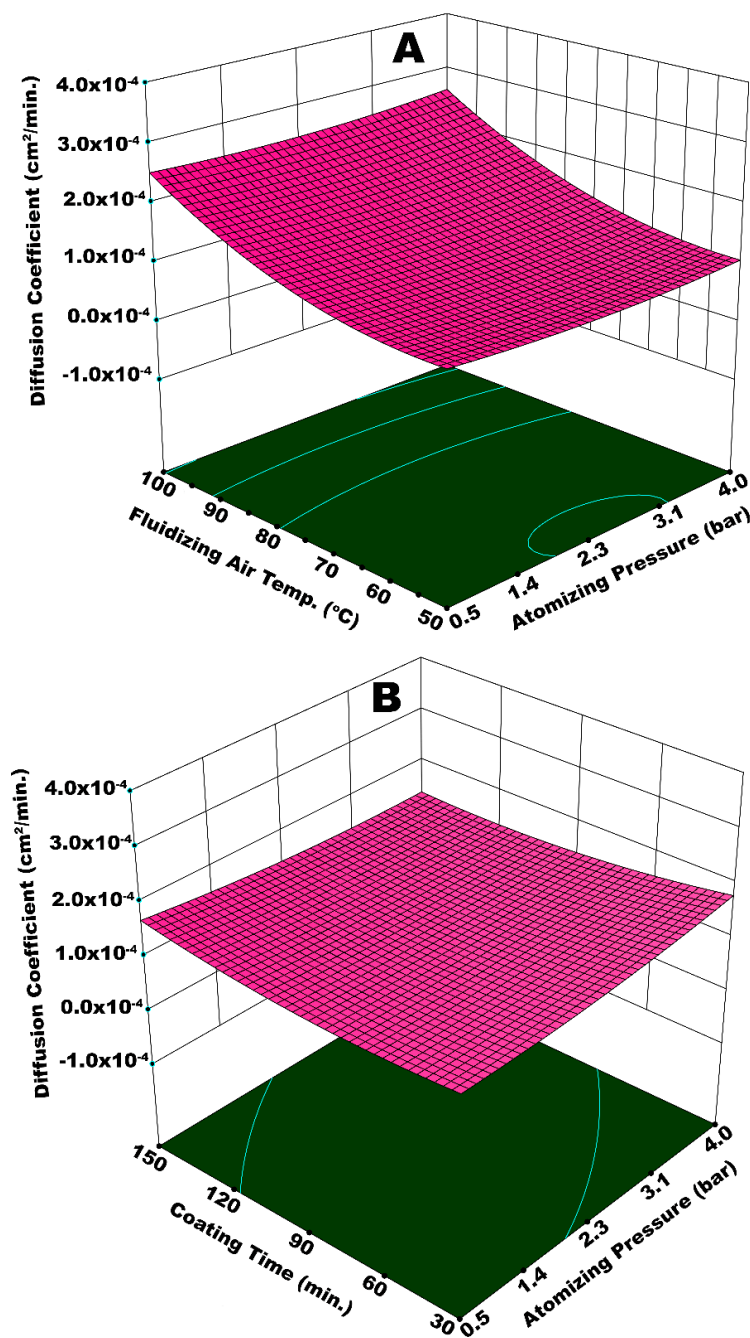 A
Diffusion Coefficient (cm²/min.)
4.0x10⁻⁴
3.0x10⁻⁴
2.0x10⁻⁴
1.0x10⁻⁴
0.0x10⁻⁴
-1.0x10⁻⁴
100
90
80
70
60
50
Fluidizing Air Temp. (°C)
0.5
1.4
2.3
3.1
4.0
Atomizing Pressure (bar)
B
Diffusion Coefficient (cm²/min.)
4.0x10⁻⁴
3.0x10⁻⁴
2.0x10⁻⁴
1.0x10⁻⁴
0.0x10⁻⁴
-1.0x10⁻⁴
150
120
90
60
30
Coating Time (min.)
0.5
1.4
2.3
3.1
4.0
Atomizing Pressure (bar)